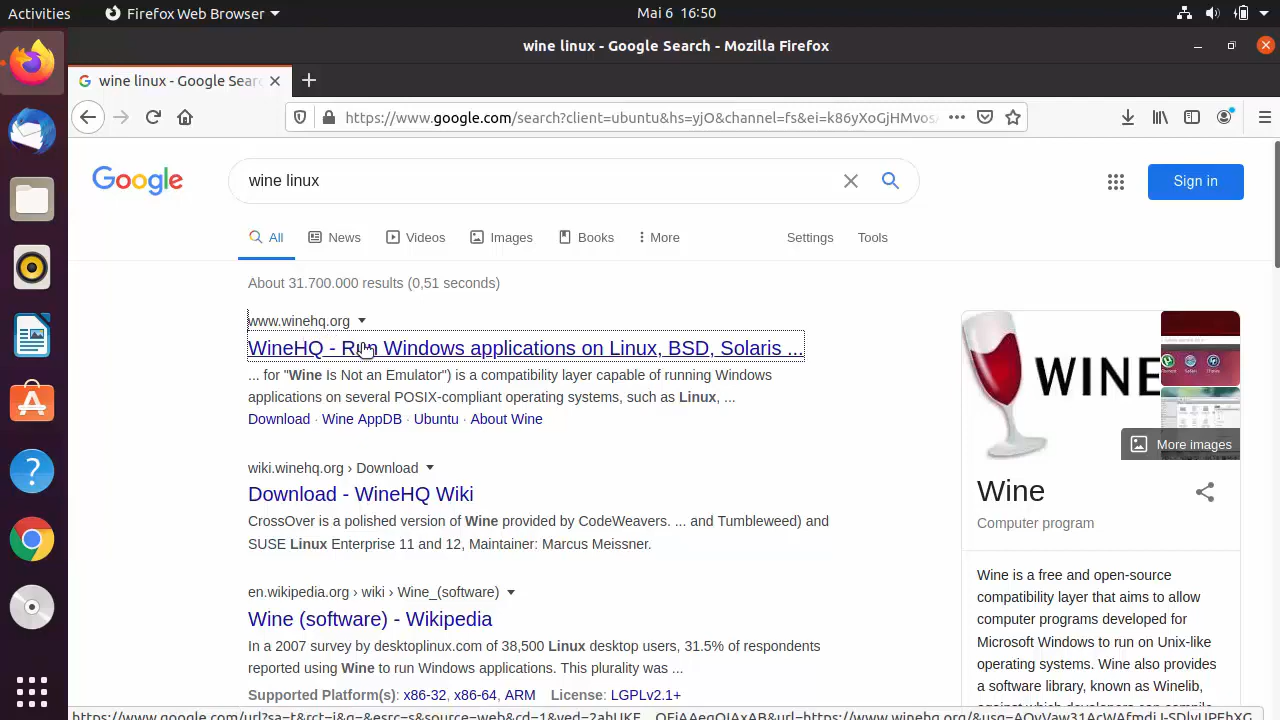 Activities
Firefox Web Browser
Mai 6 16:50
wine linux - Google Search - Mozilla Firefox
wine linux - Google Sear
https://www.google.com/search?client=ubuntu&hs=yjO&channel=fs&ei=k86yXoGjHMvos
Google
wine linux
Sign in
All
News
Videos
Images
Books
More
Settings
Tools
About 31.700.000 results (0,51 seconds)
www.winehq.org
WineHQ - Run Windows applications on Linux, BSD, Solaris ...
... for "Wine Is Not an Emulator") is a compatibility layer capable of running Windows
applications on several POSIX-compliant operating systems, such as Linux, ...
Download · Wine AppDB · Ubuntu · About Wine
wiki.winehq.org › Download
Download - WineHQ Wiki
CrossOver is a polished version of Wine provided by CodeWeavers. ... and Tumbleweed) and
SUSE Linux Enterprise 11 and 12, Maintainer: Marcus Meissner.
en.wikipedia.org › wiki › Wine_(software)
Wine (software) - Wikipedia
In a 2007 survey by desktoplinux.com of 38,500 Linux desktop users, 31.5% of respondents
reported using Wine to run Windows applications. This plurality was ...
Supported Platform(s): x86-32, x86-64, ARM License: LGPLv2.1+
WINE
More images
Wine
Computer program
Wine is a free and open-source
compatibility layer that aims to allow
computer programs developed for
Microsoft Windows to run on Unix-like
operating systems. Wine also provides
a software library, known as Winelib,